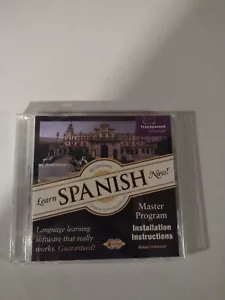 Transparent
Learn SPANISH Now!
Master
Program
Installation
Instructions
Language learning
software that really
works. Guaranteed!